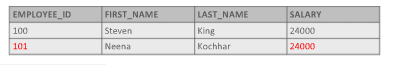 EMPLOYEE_ID FIRST_NAME LAST_NAME SALARY
100 Steven King 24000
101 Neena Kochhar 24000